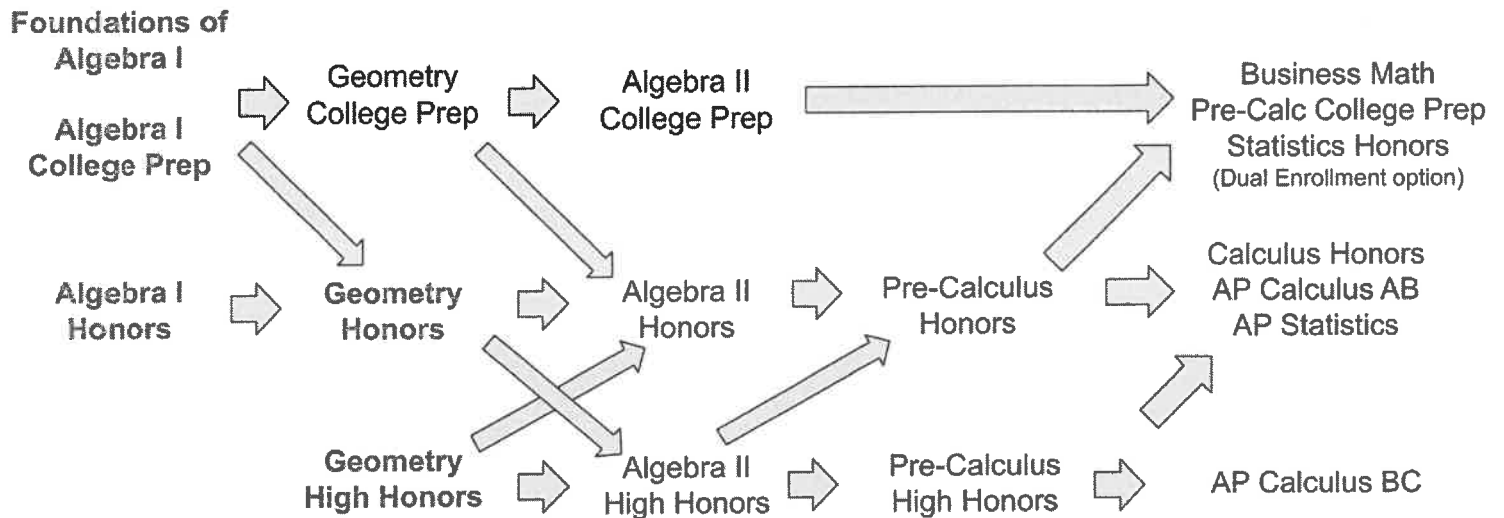 Foundations of
Algebra I
Algebra I
College Prep
Geometry
College Prep
Algebra II
College Prep
Business Math
Pre-Calc College Prep
Statistics Honors
(Dual Enrollment option)
Algebra I
Honors
Geometry
Honors
Algebra II
Honors
Pre-Calculus
Honors
Calculus Honors
AP Calculus AB
AP Statistics
Geometry
High Honors
Algebra II
High Honors
Pre-Calculus
High Honors
AP Calculus BC